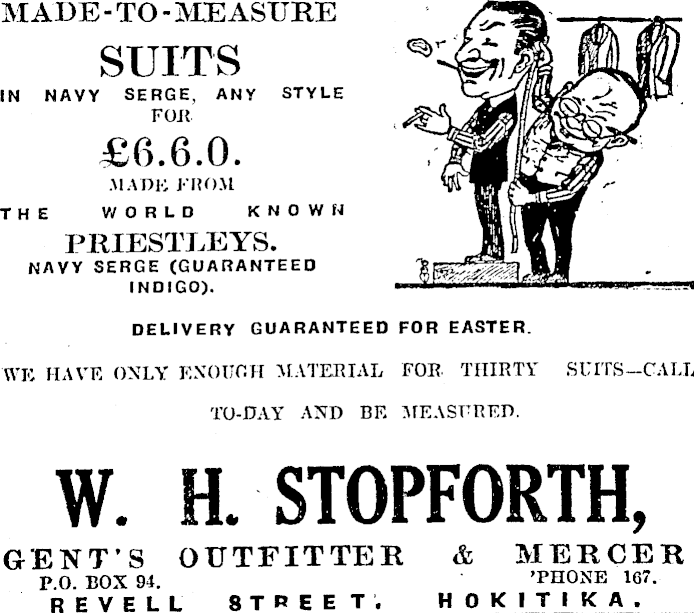 MADE-TO-MEASURE
SUITS
IN NAVY SERGE, ANY STYLE
FOR
£6.6.0.
MADE FROM
THE WORLD KNOWN
PRIESTLEYS.
NAVY SERGE (GUARANTEED
INDIGO).
DELIVERY GUARANTEED FOR EASTER.
WE HAVE ONLY ENOUGH MATERIAL FOR THIRTY SUITS—CALL
TO-DAY AND BE MEASURED.
W. H. STOPFORTH,
GENT'S OUTFITTER & MERCER
P.O. BOX 94. 'PHONE 167.
REVELL STREET, HOKITIKA.